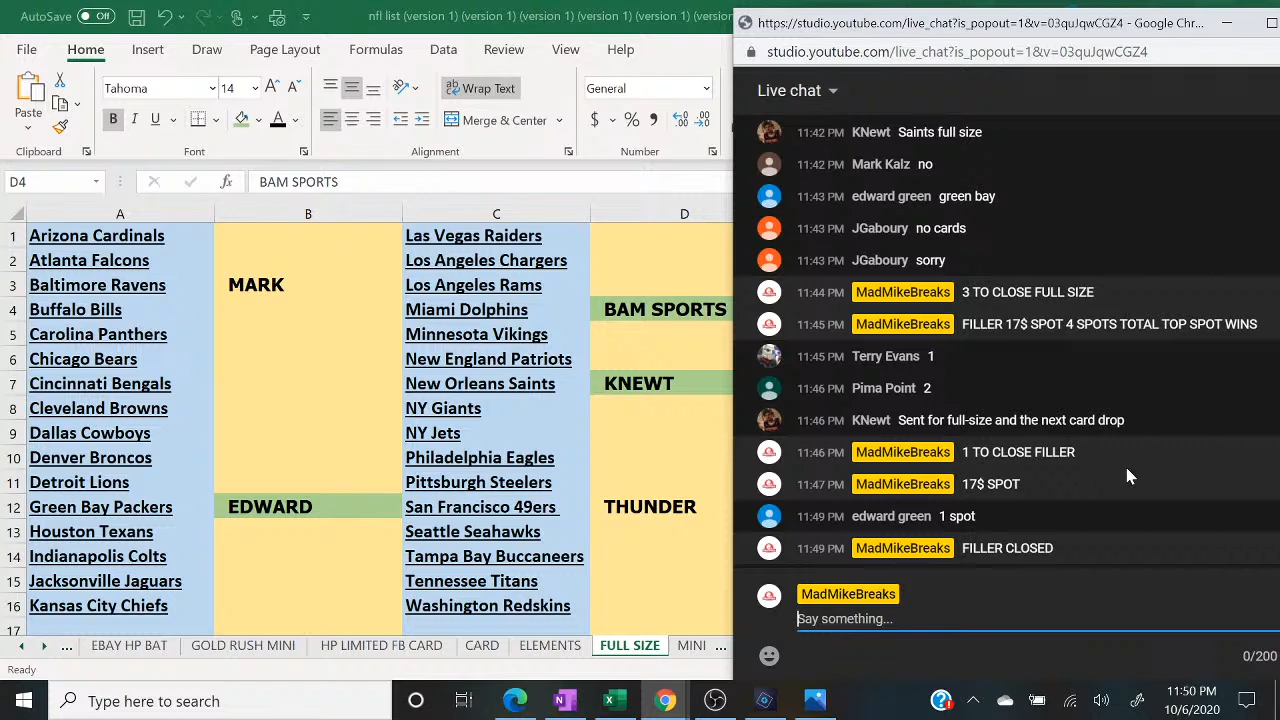 AutoSave Off nfl list (version 1) (version 1) (version 1) (version 1) (version 1)
https://studio.youtube.com/live_chat?is_popout=1&v=03quJqwCGZ4 - Google Chr...
File Home Insert Draw Page Layout Formulas Data Review View Help
studio.youtube.com/live_chat?is_popout=1&v=03quJqwCGZ4
Tahoma 14 Wrap Text General
Paste B I U A Merge & Center $ % 9
Clipboard Font Alignment Number
D4 fx BAM SPORTS
A B C D
1 Arizona Cardinals Las Vegas Raiders
2 Atlanta Falcons Los Angeles Chargers
3 Baltimore Ravens MARK Los Angeles Rams
4 Buffalo Bills Miami Dolphins BAM SPORTS
5 Carolina Panthers Minnesota Vikings
6 Chicago Bears New England Patriots
7 Cincinnati Bengals New Orleans Saints KNEWT
8 Cleveland Browns NY Giants
9 Dallas Cowboys NY Jets
10 Denver Broncos Philadelphia Eagles
11 Detroit Lions Pittsburgh Steelers
12 Green Bay Packers EDWARD San Francisco 49ers THUNDER
13 Houston Texans Seattle Seahawks
14 Indianapolis Colts Tampa Bay Buccaneers
15 Jacksonville Jaguars Tennessee Titans
16 Kansas City Chiefs Washington Redskins
17
... EBAY HP BAT GOLD RUSH MINI HP LIMITED FB CARD CARD ELEMENTS FULL SIZE MINI ...
Ready
Live chat
11:42 PM KNewt Saints full size
11:42 PM Mark Kalz no
11:43 PM edward green green bay
11:43 PM JGaboury no cards
11:43 PM JGaboury sorry
11:44 PM MadMikeBreaks 3 TO CLOSE FULL SIZE
11:45 PM MadMikeBreaks FILLER 17$ SPOT 4 SPOTS TOTAL TOP SPOT WINS
11:45 PM Terry Evans 1
11:46 PM Pima Point 2
11:46 PM KNewt Sent for full-size and the next card drop
11:46 PM MadMikeBreaks 1 TO CLOSE FILLER
11:47 PM MadMikeBreaks 17$ SPOT
11:49 PM edward green 1 spot
11:49 PM MadMikeBreaks FILLER CLOSED
MadMikeBreaks
Say something...
0/200
Type here to search
11:50 PM
10/6/2020